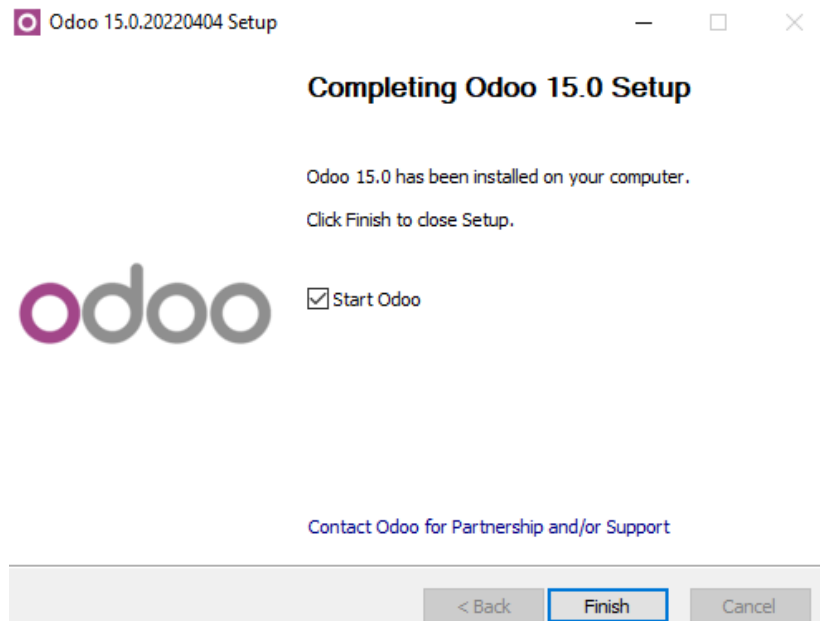 Odoo 15.0.20220404 Setup
Completing Odoo 15.0 Setup
Odoo 15.0 has been installed on your computer.
Click Finish to close Setup.
odoo
Start Odoo
Contact Odoo for Partnership and/or Support
< Back
Finish
Cancel